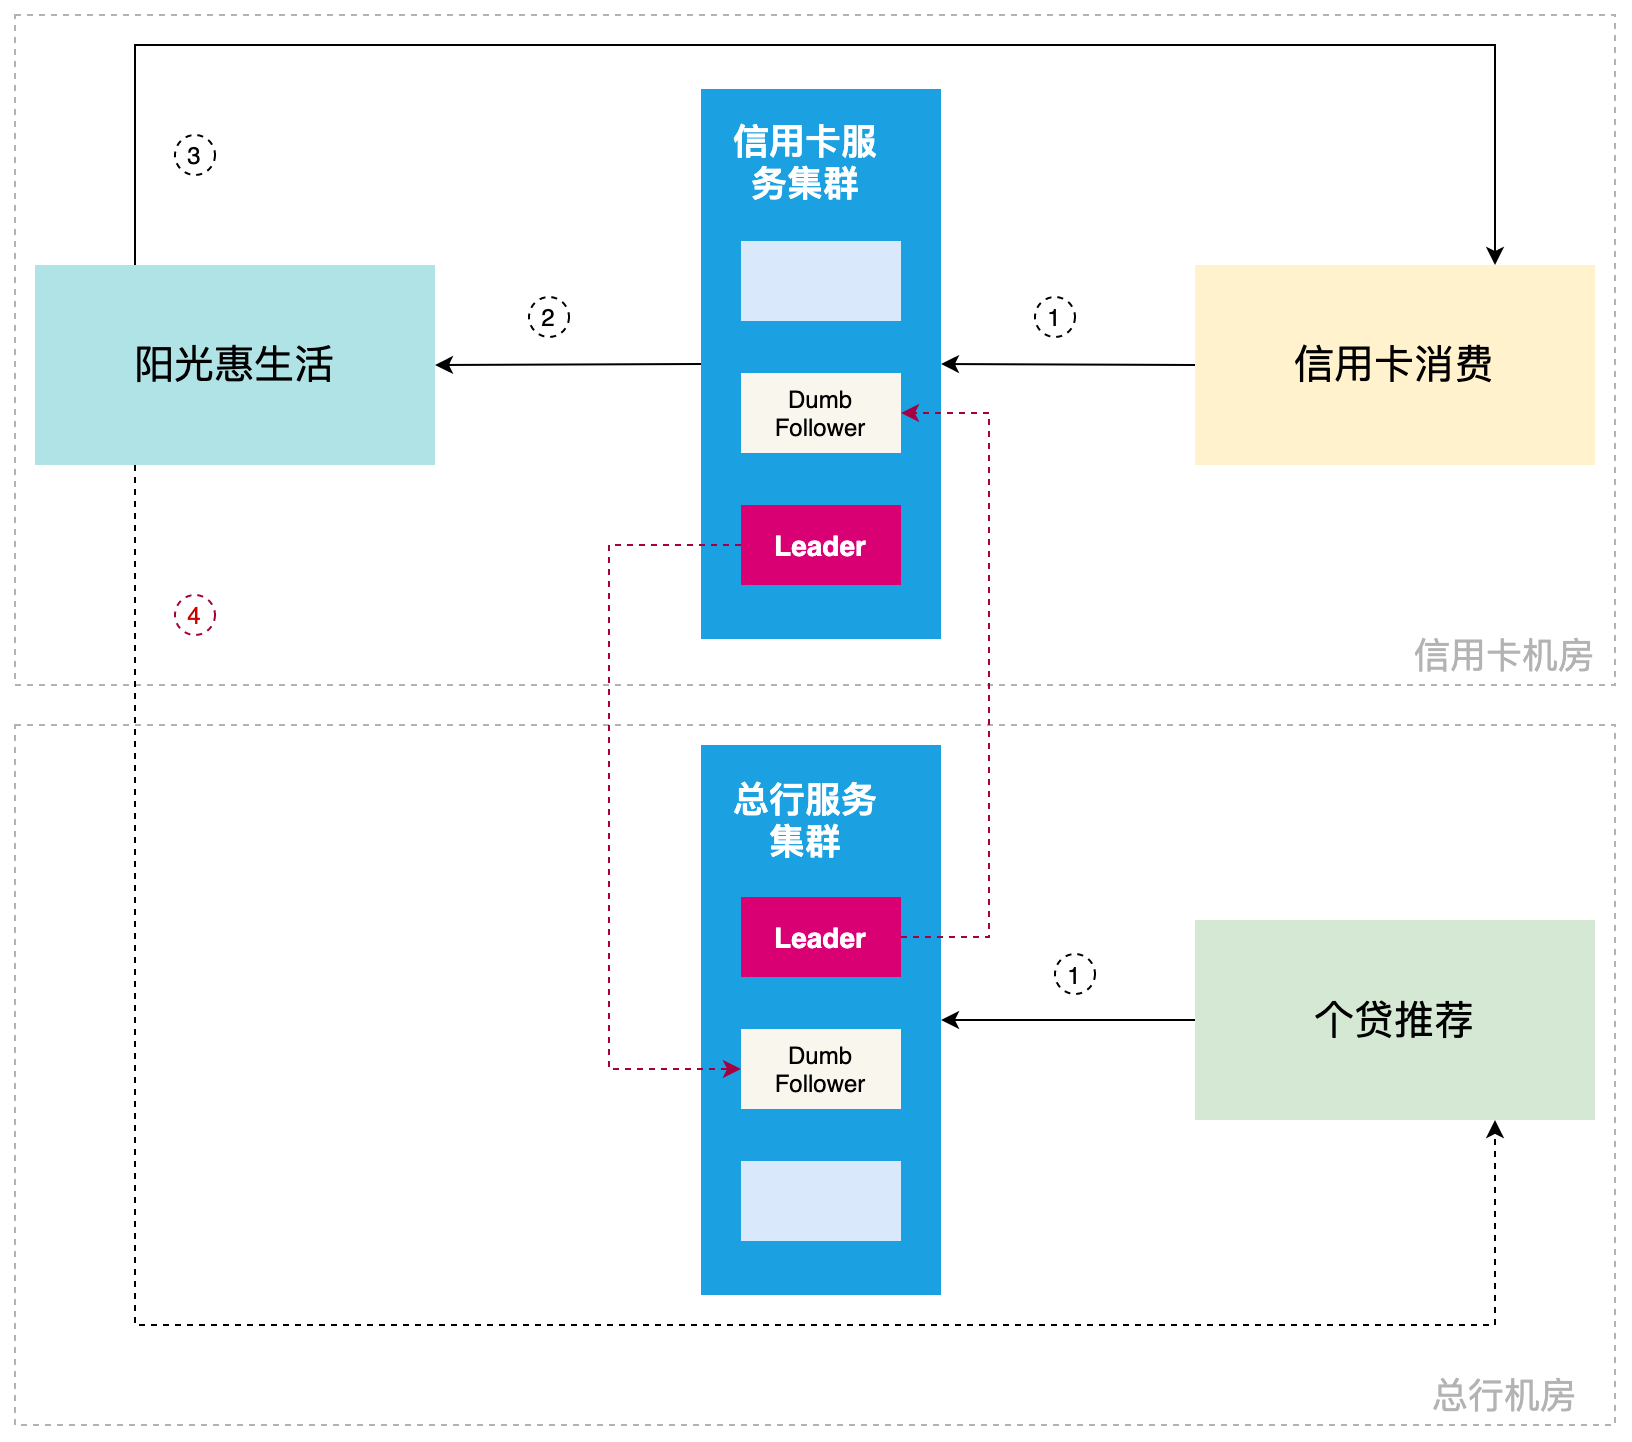 信用卡服
务集群
3
2
1
阳光惠生活
信用卡消费
Dumb
Follower
Leader
4
信用卡机房
总行服务
集群
Leader
1
个贷推荐
Dumb
Follower
总行机房